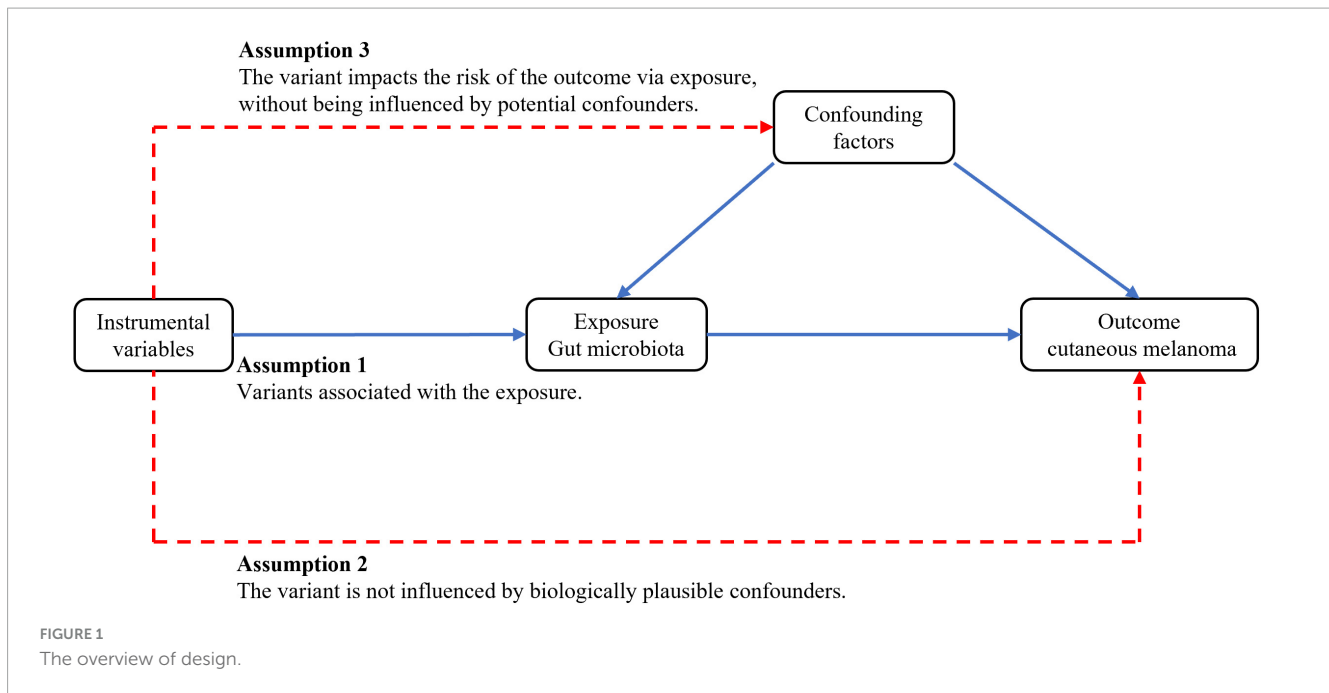 Assumption 3
The variant impacts the risk of the outcome via exposure,
without being influenced by potential confounders.
Confounding
factors
Instrumental
variables
Exposure
Gut microbiota
Outcome
cutaneous melanoma
Assumption 1
Variants associated with the exposure.
Assumption 2
The variant is not influenced by biologically plausible confounders.
FIGURE 1
The overview of design.